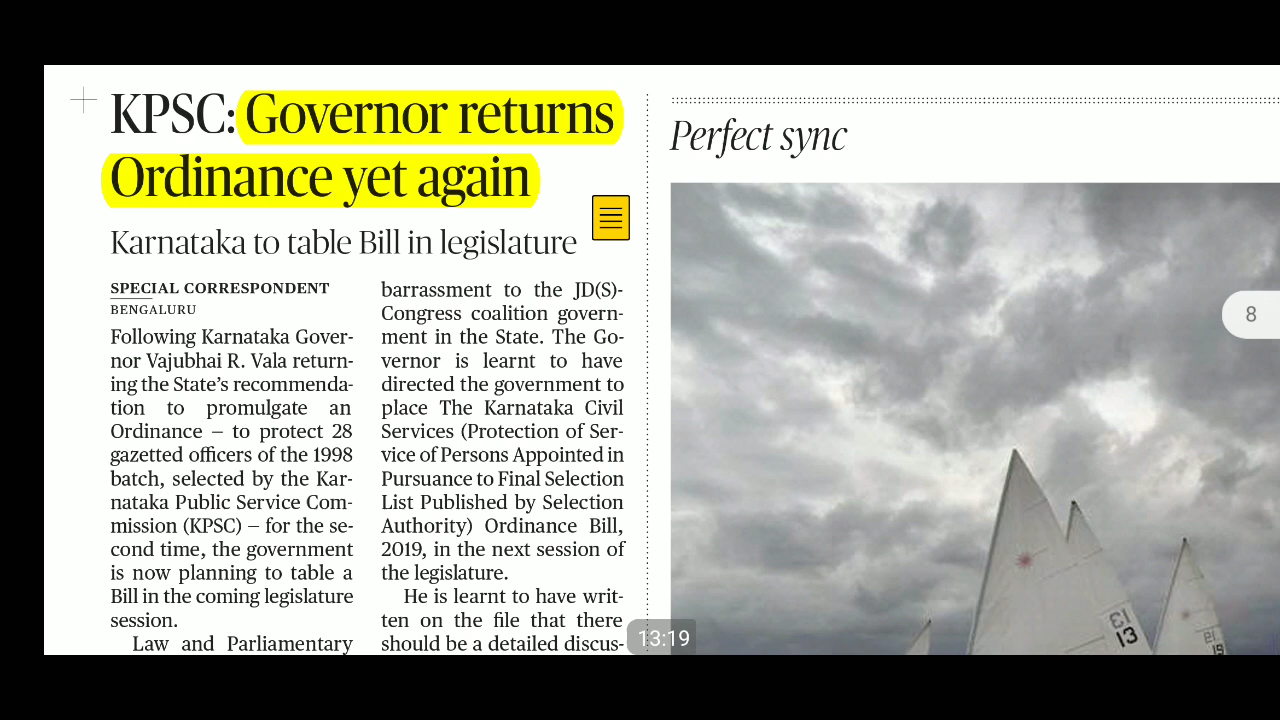 KPSC: Governor returns
Ordinance yet again
Karnataka to table Bill in legislature
SPECIAL CORRESPONDENT
BENGALURU
Following Karnataka Gover-
nor Vajubhai R. Vala return-
ing the State's recommenda-
tion to promulgate an
Ordinance – to protect 28
gazetted officers of the 1998
batch, selected by the Kar-
nataka Public Service Com-
mission (KPSC) – for the se-
cond time, the government
is now planning to table a
Bill in the coming legislature
session.
Law and Parliamentary
barrassment to the JD(S)-
Congress coalition govern-
ment in the State. The Go-
vernor is learnt to have
directed the government to
place The Karnataka Civil
Services (Protection of Ser-
vice of Persons Appointed in
Pursuance to Final Selection
List Published by Selection
Authority) Ordinance Bill,
2019, in the next session of
the legislature.
He is learnt to have writ-
ten on the file that there
should be a detailed discus-
Perfect sync
13
8
13:19